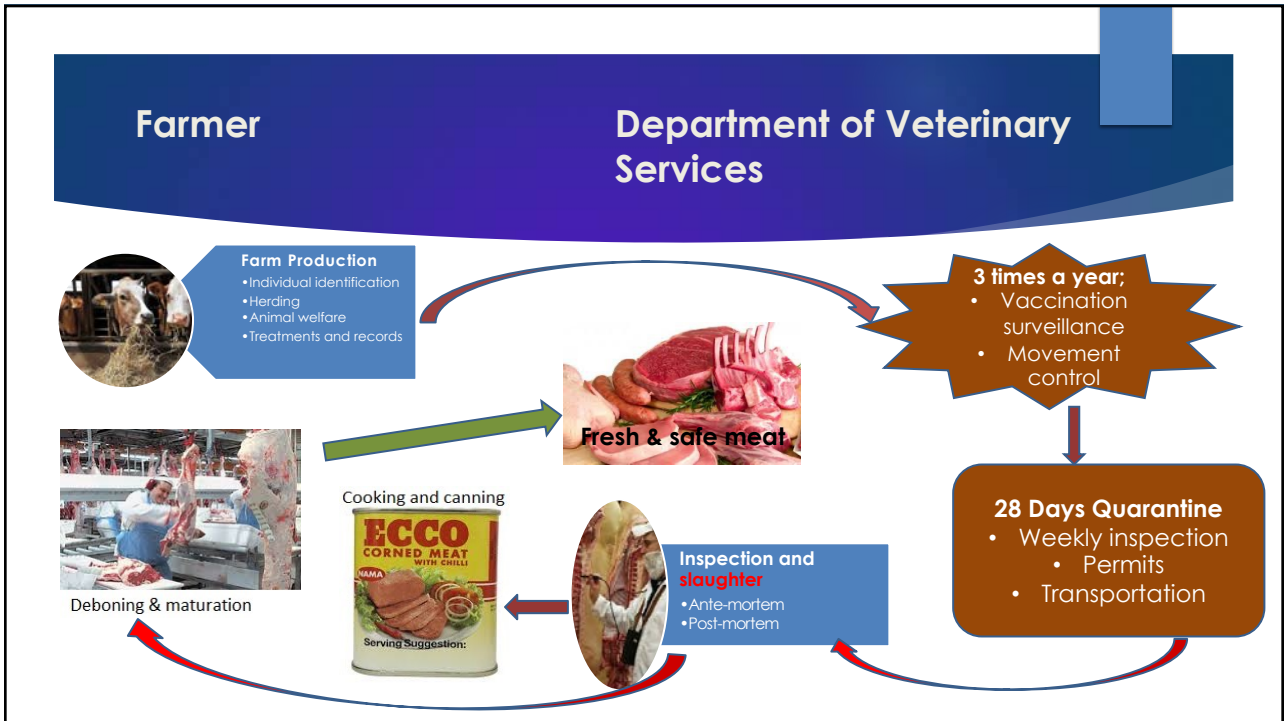 Farmer
Department of Veterinary
Services
Farm Production
•Individual identification
•Herding
•Animal welfare
•Treatments and records
3 times a year;
• Vaccination
surveillance
• Movement
control
Fresh & safe meat
Deboning & maturation
Cooking and canning
ECCO
CORNED MEAT
WITH CHILLI
NAMA
Serving Suggestion:
Inspection and
slaughter
•Ante-mortem
•Post-mortem
28 Days Quarantine
• Weekly inspection
• Permits
• Transportation